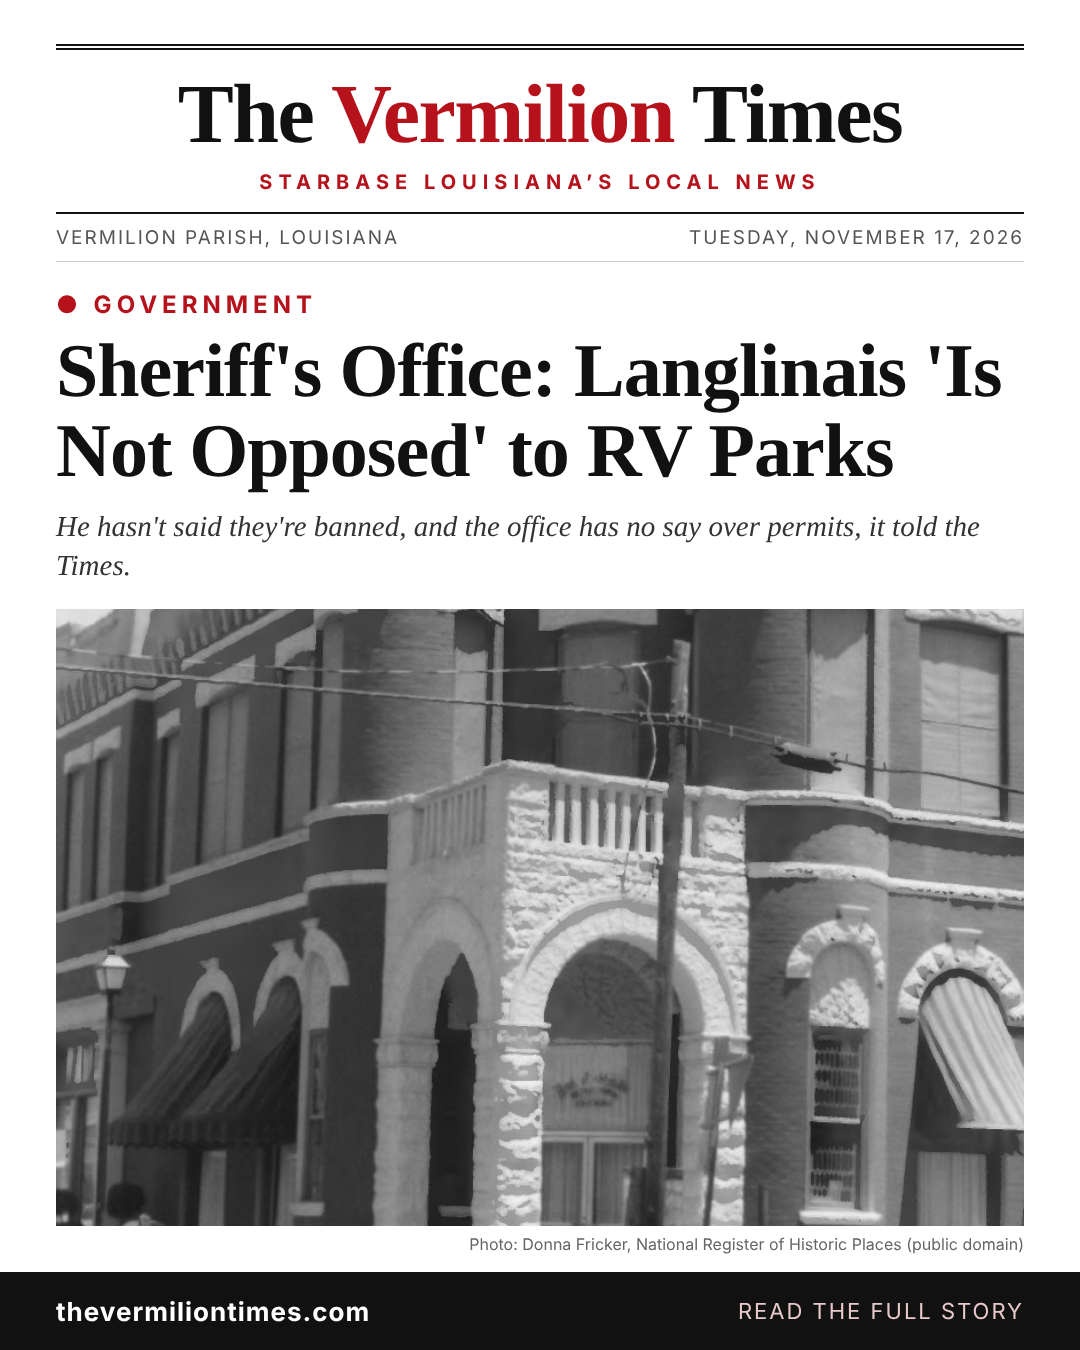 The Vermilion Times
STARBASE LOUISIANA’S LOCAL NEWS
VERMILION PARISH, LOUISIANA
TUESDAY, NOVEMBER 17, 2026
GOVERNMENT
Sheriff's Office: Langlinais 'Is
Not Opposed' to RV Parks
He hasn't said they're banned, and the office has no say over permits, it told the
Times.
Photo: Donna Fricker, National Register of Historic Places (public domain)
thevermiliontimes.com
READ THE FULL STORY